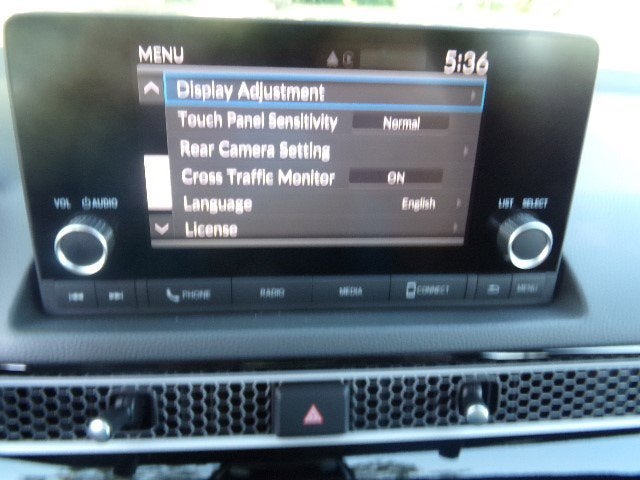 MENU 5:36
Display Adjustment
Touch Panel Sensitivity Normal
Rear Camera Setting
Cross Traffic Monitor ON
Language English
License
VOL AUDIO LIST SELECT
PHONE RADIO MEDIA CONNECT MENU